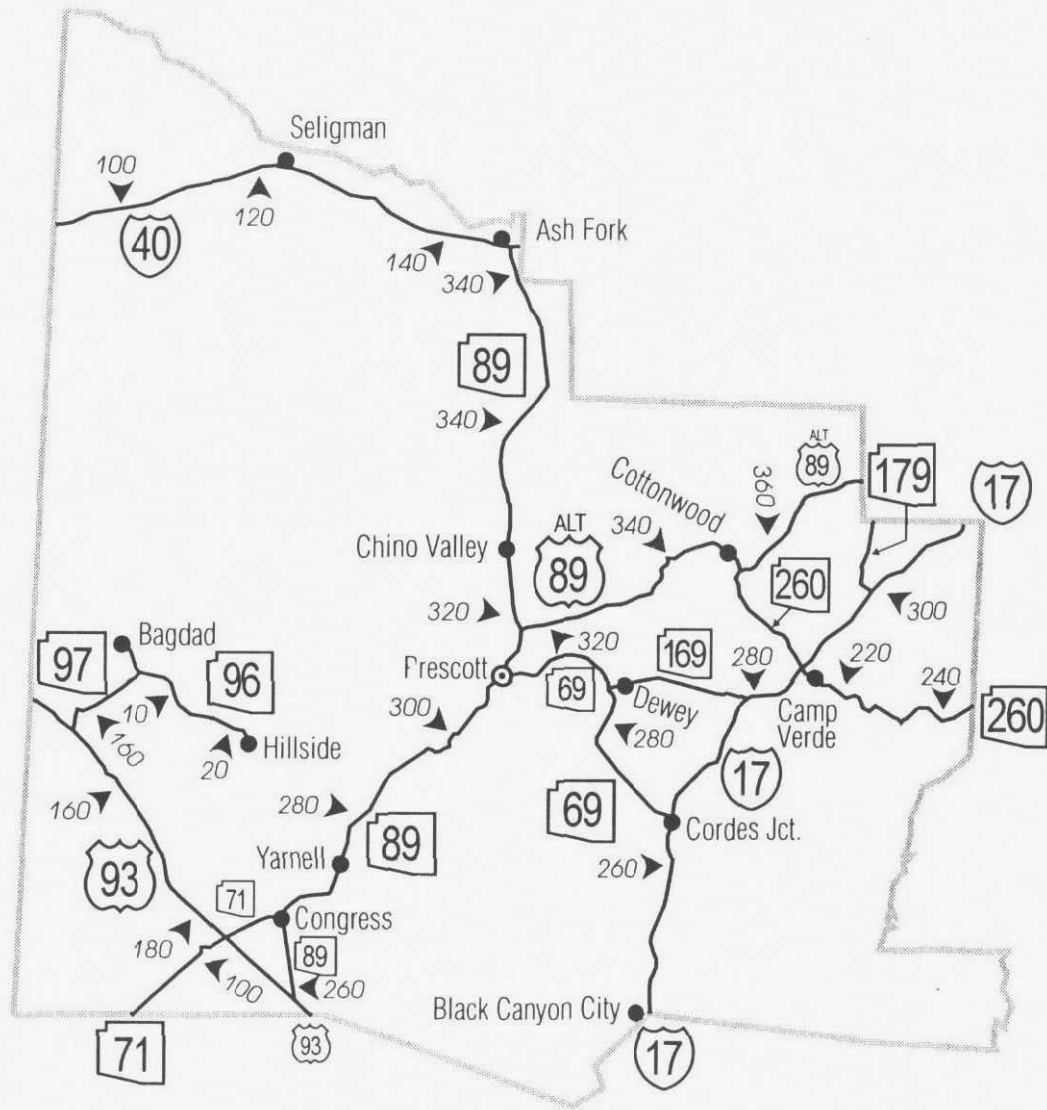 Seligman
100
120
40
Ash Fork
140
340
89
340
ALT
89
179
17
Cottonwood
360
340
Chino Valley
ALT
89
260
300
320
320
Bagdad
97
96
Prescott
69
169
280
220
240
Dewey
Camp
Verde
260
10
160
300
280
20
Hillside
17
160
280
69
Cordes Jct.
89
Yarnell
260
93
71
Congress
180
89
100
260
Black Canyon City
71
93
17